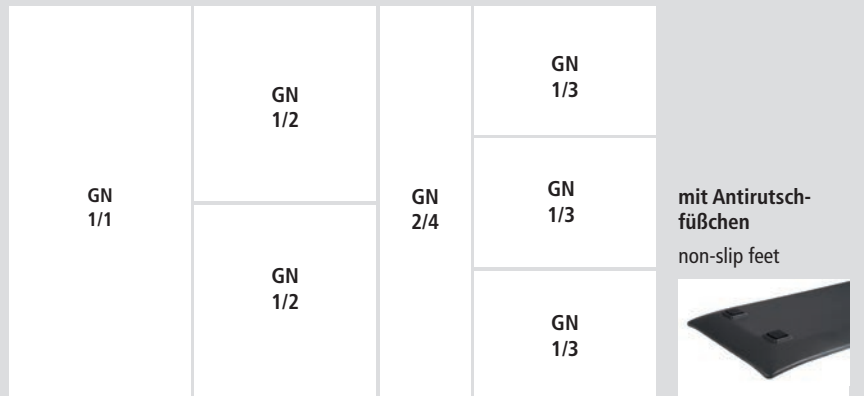 GN
1/1
GN
1/2
GN
1/2
GN
2/4
GN
1/3
GN
1/3
GN
1/3
mit Antirutsch-
füßchen
non-slip feet